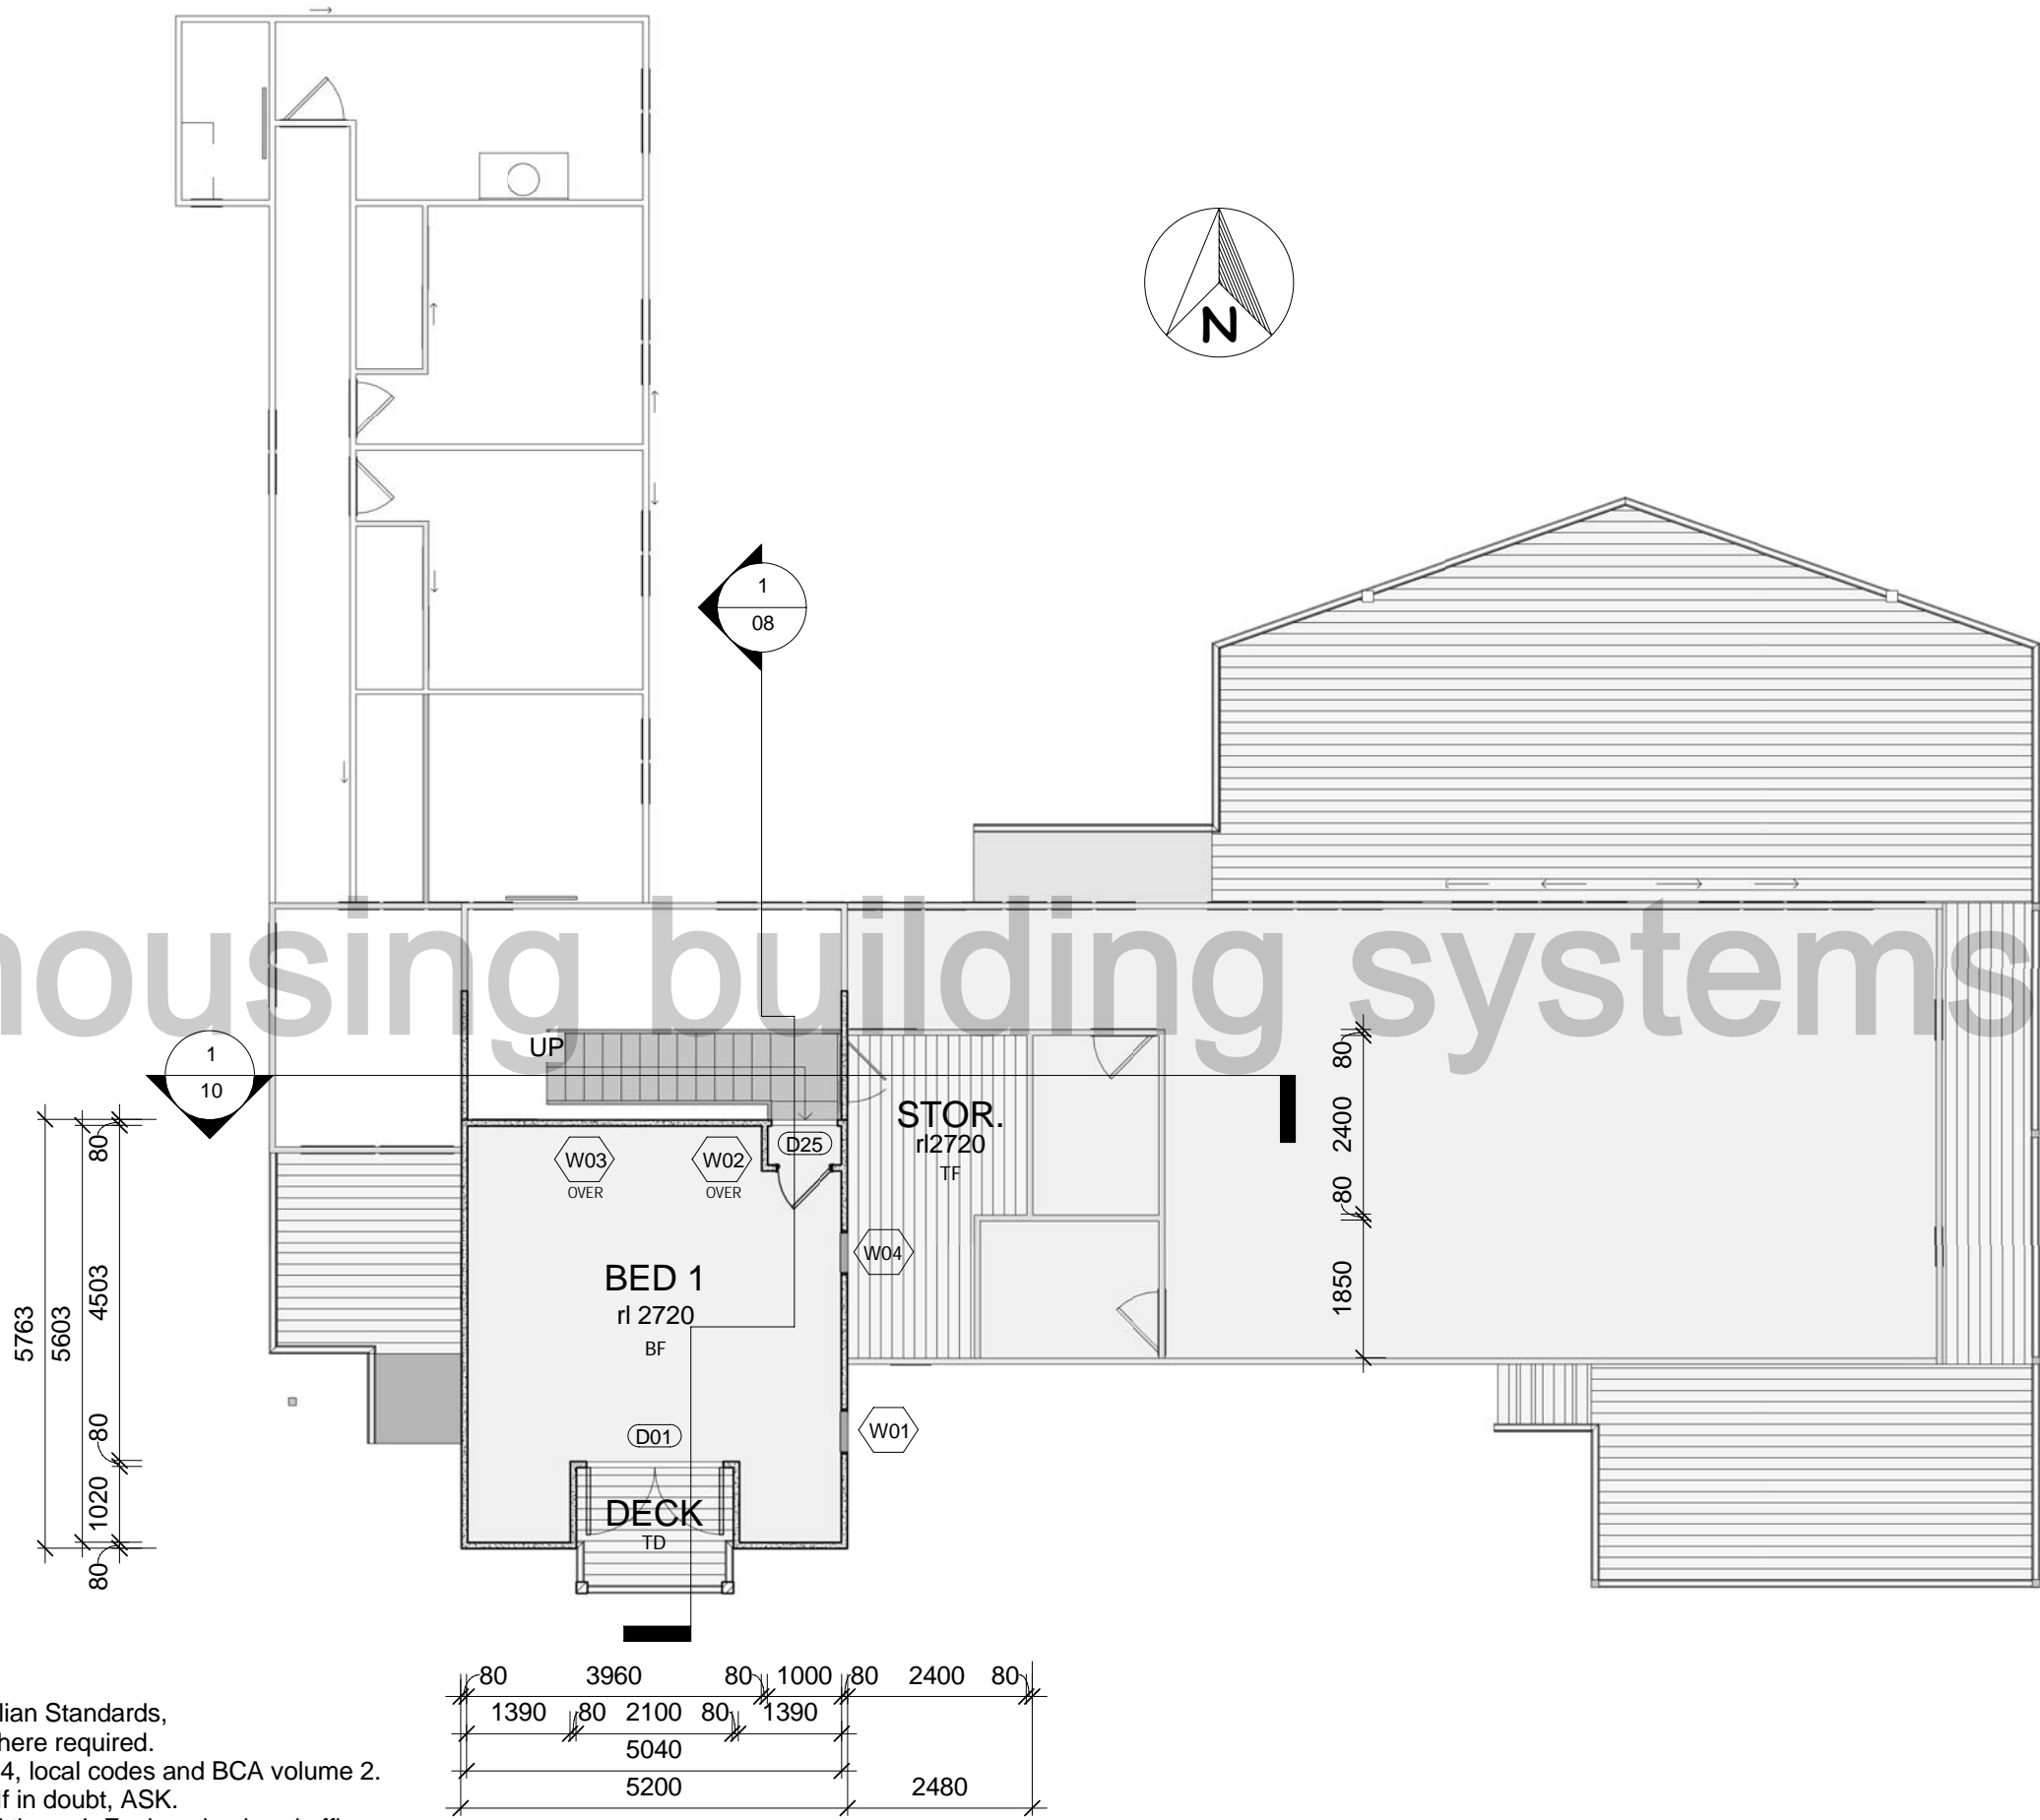 N
1
08
housing building systems
UP
1
10
STOR.
rl2720
TF
D25
W03
OVER
W02
OVER
W04
BED 1
rl 2720
BF
W01
D01
DECK
TD
80
2400
80
1850
80
4503
80
1020
80
5603
5763
80 3960 80 1000 80 2400 80
1390 80 2100 80 1390
5040
5200 2480
lian Standards,
here required.
4, local codes and BCA volume 2.
If in doubt, ASK.